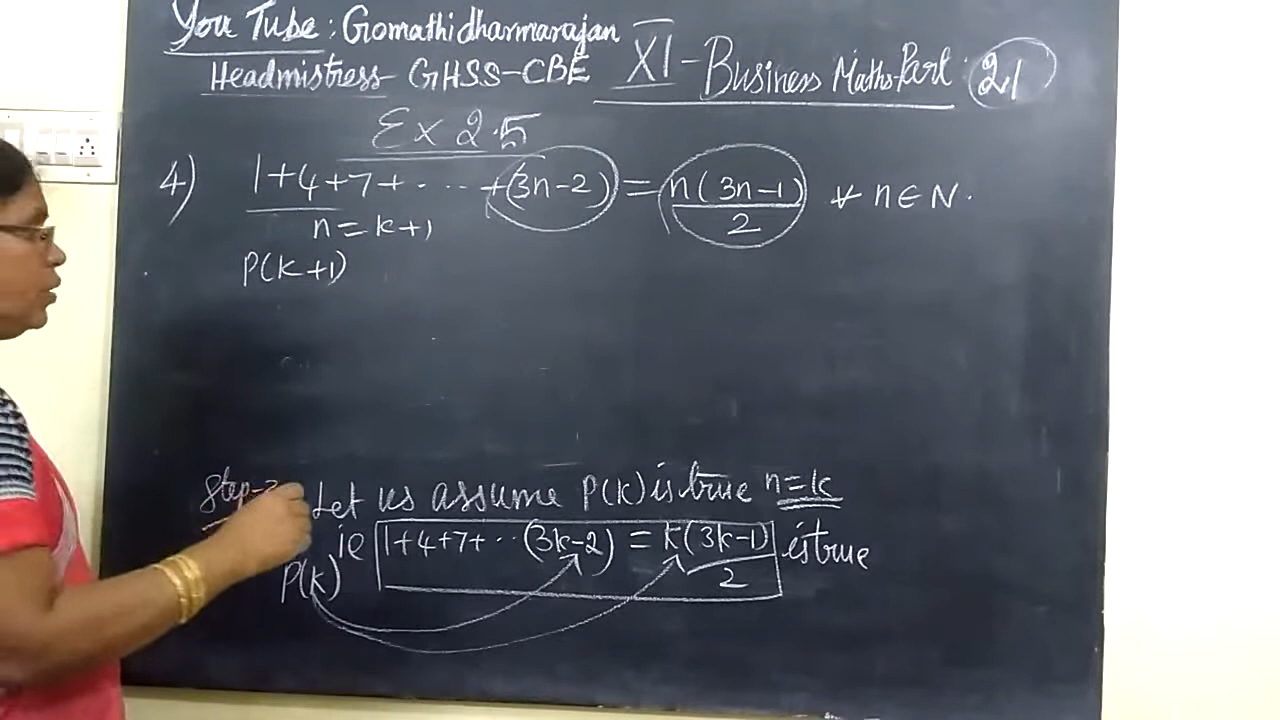 You Tube : Gomathidharmarajan
Headmistress GHSS-CBE XI - Business Maths-Part 21
Ex 2.5
4) 1+4+7+.....+(3n-2) = n(3n-1)/2 ∀ n∈N.
n=k+1
P(k+1)
Step- Let us assume P(k) is true n=k
ie 1+4+7+..(3k-2) = k(3k-1)/2 is true
P(k)